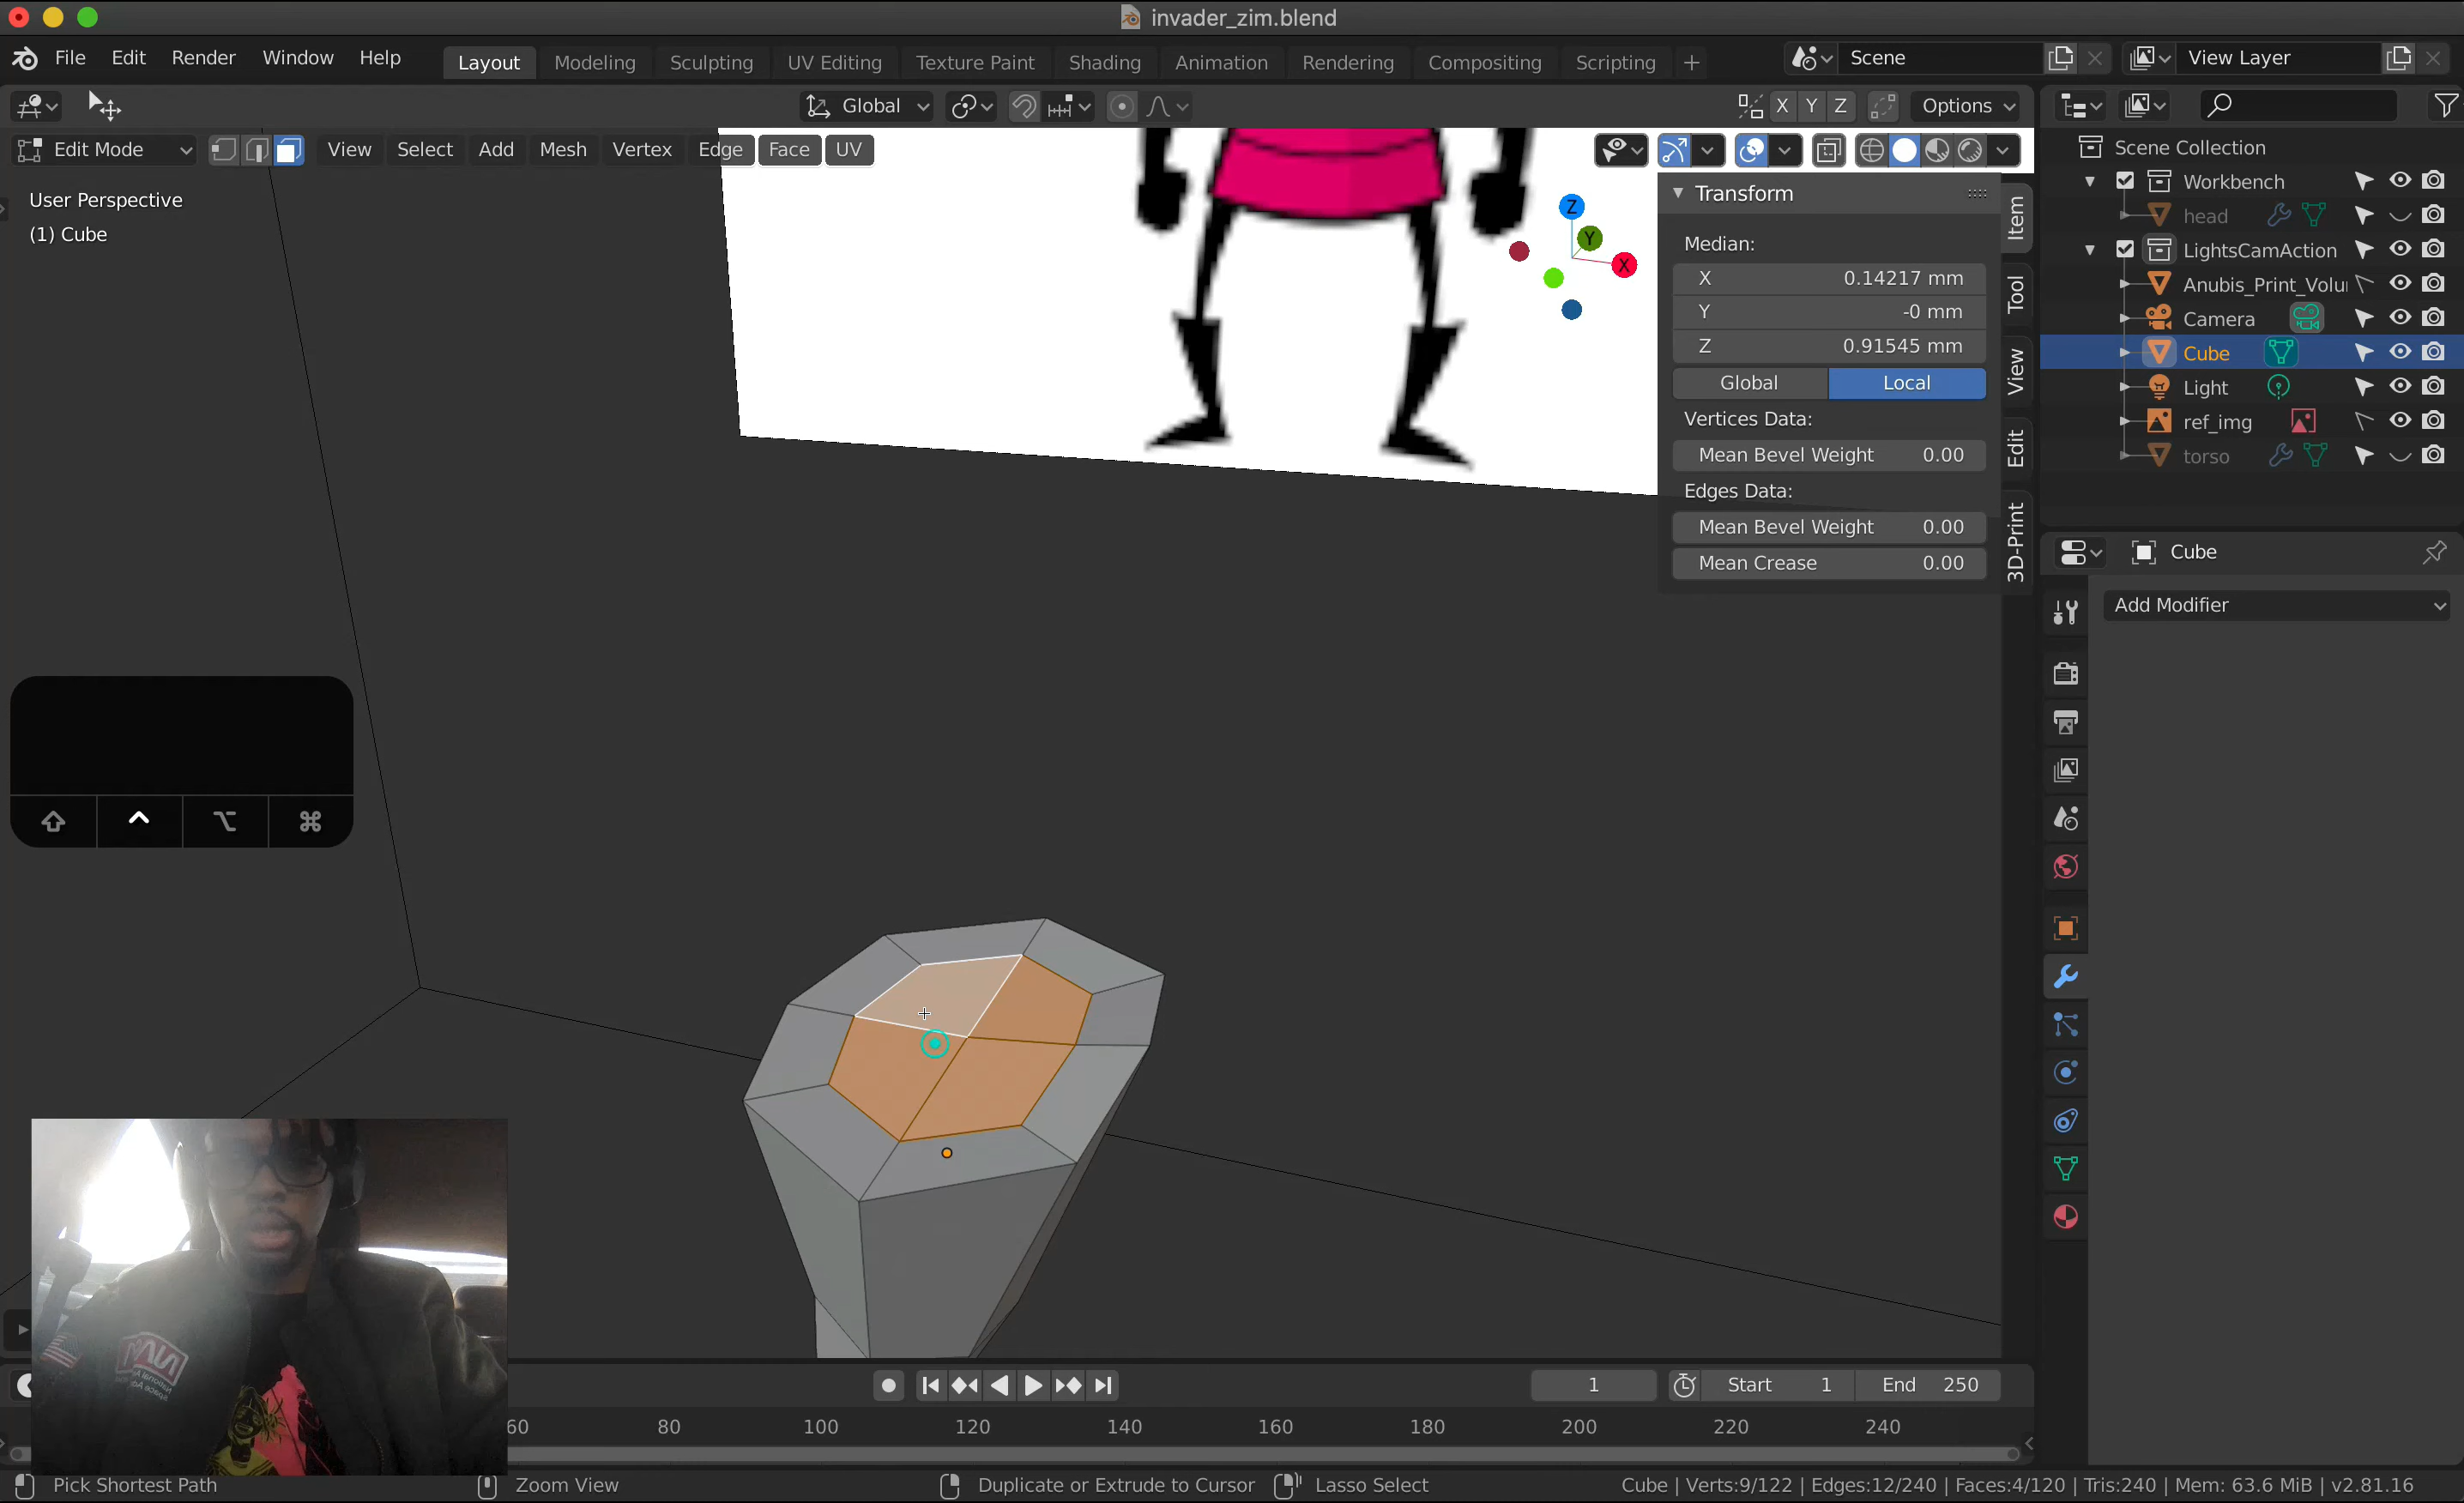 invader_zim.blend
File Edit Render Window Help
Layout Modeling Sculpting UV Editing Texture Paint Shading Animation Rendering Compositing Scripting +
Scene
View Layer
Global
X Y Z
Options
Edit Mode
View Select Add Mesh Vertex Edge Face UV
User Perspective
(1) Cube
Z
Y
X
Transform
Median:
X 0.14217 mm
Y -0 mm
Z 0.91545 mm
Global Local
Vertices Data:
Mean Bevel Weight 0.00
Edges Data:
Mean Bevel Weight 0.00
Mean Crease 0.00
Item
Tool
View
Edit
3D-Print
Scene Collection
Workbench
head
LightsCamAction
Anubis_Print_Volu
Camera
Cube
Light
ref_img
torso
Cube
Add Modifier
1
Start 1
End 250
60 80 100 120 140 160 180 200 220 240
Pick Shortest Path
Zoom View
Duplicate or Extrude to Cursor
Lasso Select
Cube | Verts:9/122 | Edges:12/240 | Faces:4/120 | Tris:240 | Mem: 63.6 MiB | v2.81.16